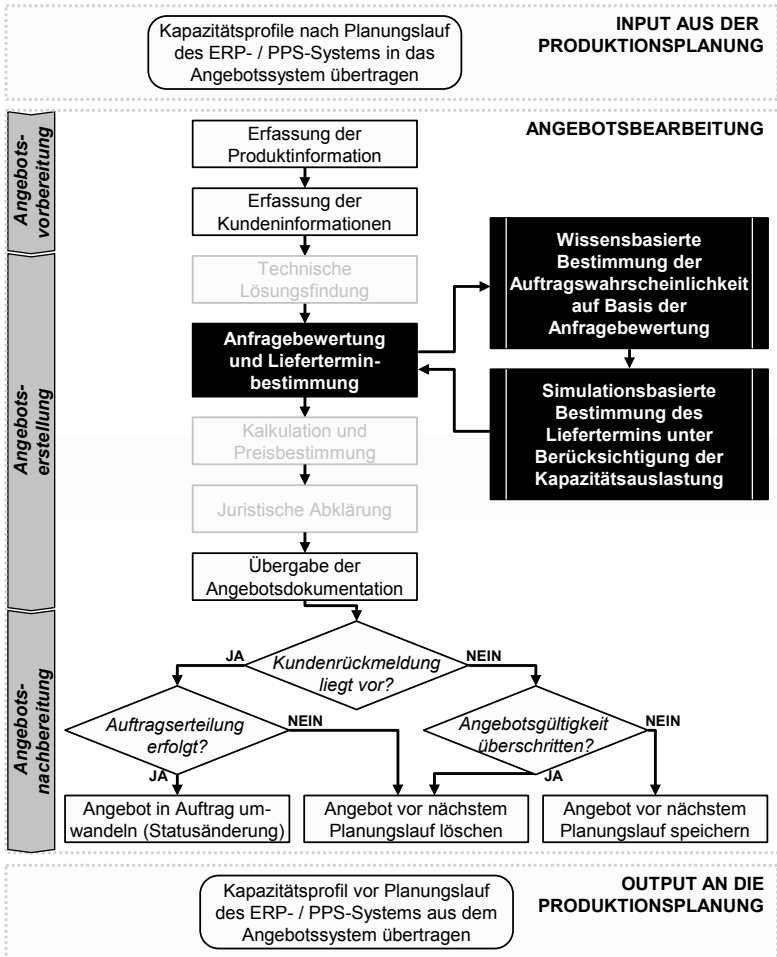 Kapazitätsprofile nach Planungslauf
des ERP- / PPS-Systems in das
Angebotssystem übertragen
INPUT AUS DER
PRODUKTIONSPLANUNG
ANGEBOTSBEARBEITUNG
Angebots-
vorbereitung
Erfassung der
Produktinformation
Erfassung der
Kundeninformationen
Angebots-
erstellung
Technische
Lösungsfindung
Anfragebewertung
und Liefertermin-
bestimmung
Wissensbasierte
Bestimmung der
Auftragswahrscheinlichkeit
auf Basis der
Anfragebewertung
Simulationsbasierte
Bestimmung des
Liefertermins unter
Berücksichtigung der
Kapazitätsauslastung
Kalkulation und
Preisbestimmung
Juristische Abklärung
Übergabe der
Angebotsdokumentation
Angebots-
nachbereitung
JA
Kundenrückmeldung
liegt vor?
NEIN
Auftragserteilung
erfolgt?
NEIN
JA
Angebotsgültigkeit
überschritten?
NEIN
JA
Angebot in Auftrag um-
wandeln (Statusänderung)
Angebot vor nächstem
Planungslauf löschen
Angebot vor nächstem
Planungslauf speichern
Kapazitätsprofil vor Planungslauf
des ERP- / PPS-Systems aus dem
Angebotssystem übertragen
OUTPUT AN DIE
PRODUKTIONSPLANUNG